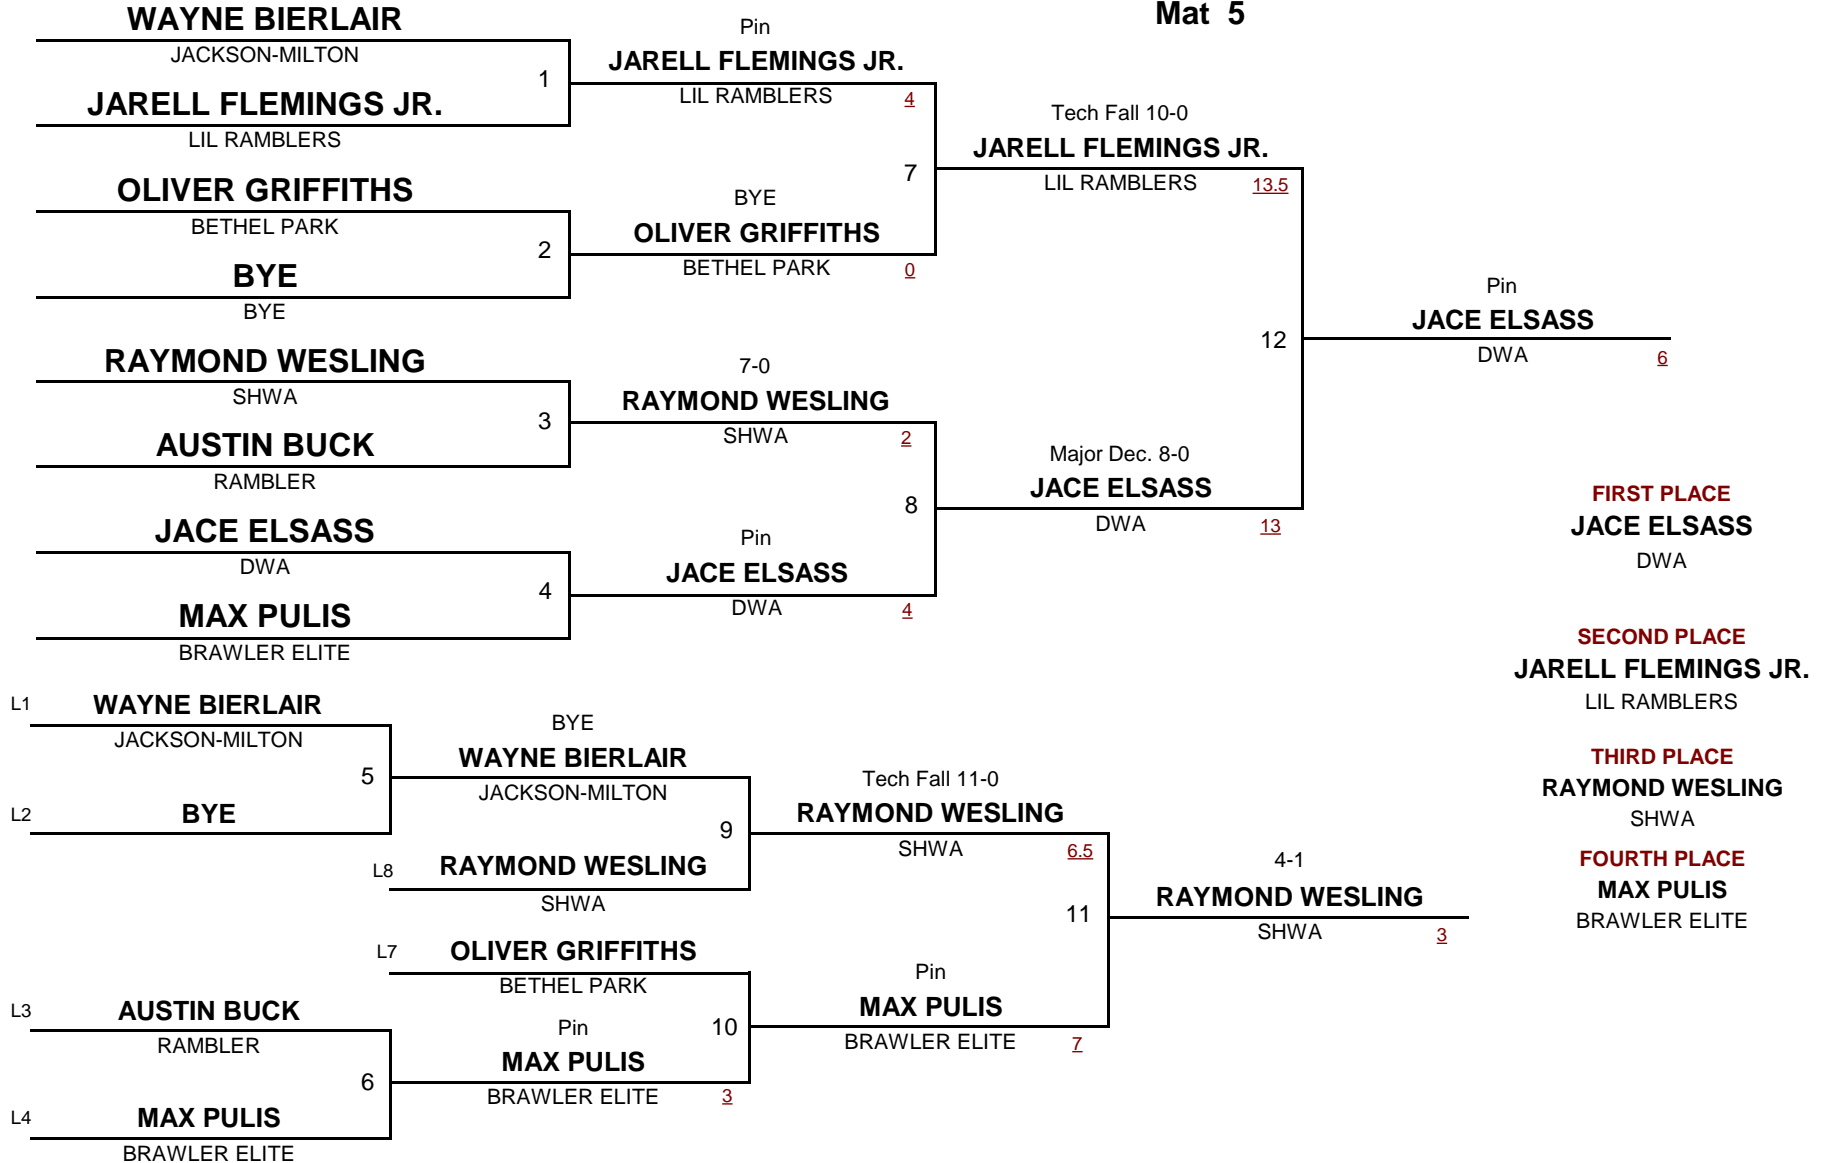 Mat 5
WAYNE BIERLAIR
JACKSON-MILTON
1
JARELL FLEMINGS JR.
LIL RAMBLERS
OLIVER GRIFFITHS
BETHEL PARK
2
BYE
BYE
RAYMOND WESLING
SHWA
3
AUSTIN BUCK
RAMBLER
JACE ELSASS
DWA
4
MAX PULIS
BRAWLER ELITE
Pin
JARELL FLEMINGS JR.
LIL RAMBLERS 4
7
BYE
OLIVER GRIFFITHS
BETHEL PARK 0
7-0
RAYMOND WESLING
SHWA 2
8
Pin
JACE ELSASS
DWA 4
Tech Fall 10-0
JARELL FLEMINGS JR.
LIL RAMBLERS 13.5
12
Major Dec. 8-0
JACE ELSASS
DWA 13
Pin
JACE ELSASS
DWA 6
L1 WAYNE BIERLAIR
JACKSON-MILTON
5
L2 BYE
BYE
WAYNE BIERLAIR
JACKSON-MILTON
9
L8 RAYMOND WESLING
SHWA
L7 OLIVER GRIFFITHS
BETHEL PARK
10
L3 AUSTIN BUCK
RAMBLER
6
L4 MAX PULIS
BRAWLER ELITE
Pin
MAX PULIS
BRAWLER ELITE 3
Tech Fall 11-0
RAYMOND WESLING
SHWA 6.5
11
Pin
MAX PULIS
BRAWLER ELITE 7
4-1
RAYMOND WESLING
SHWA 3
FIRST PLACE
JACE ELSASS
DWA
SECOND PLACE
JARELL FLEMINGS JR.
LIL RAMBLERS
THIRD PLACE
RAYMOND WESLING
SHWA
FOURTH PLACE
MAX PULIS
BRAWLER ELITE